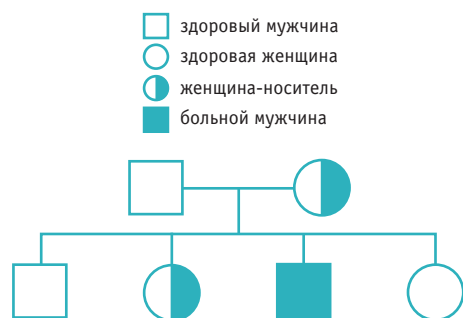 здоровый мужчина
здоровая женщина
женщина-носитель
больной мужчина